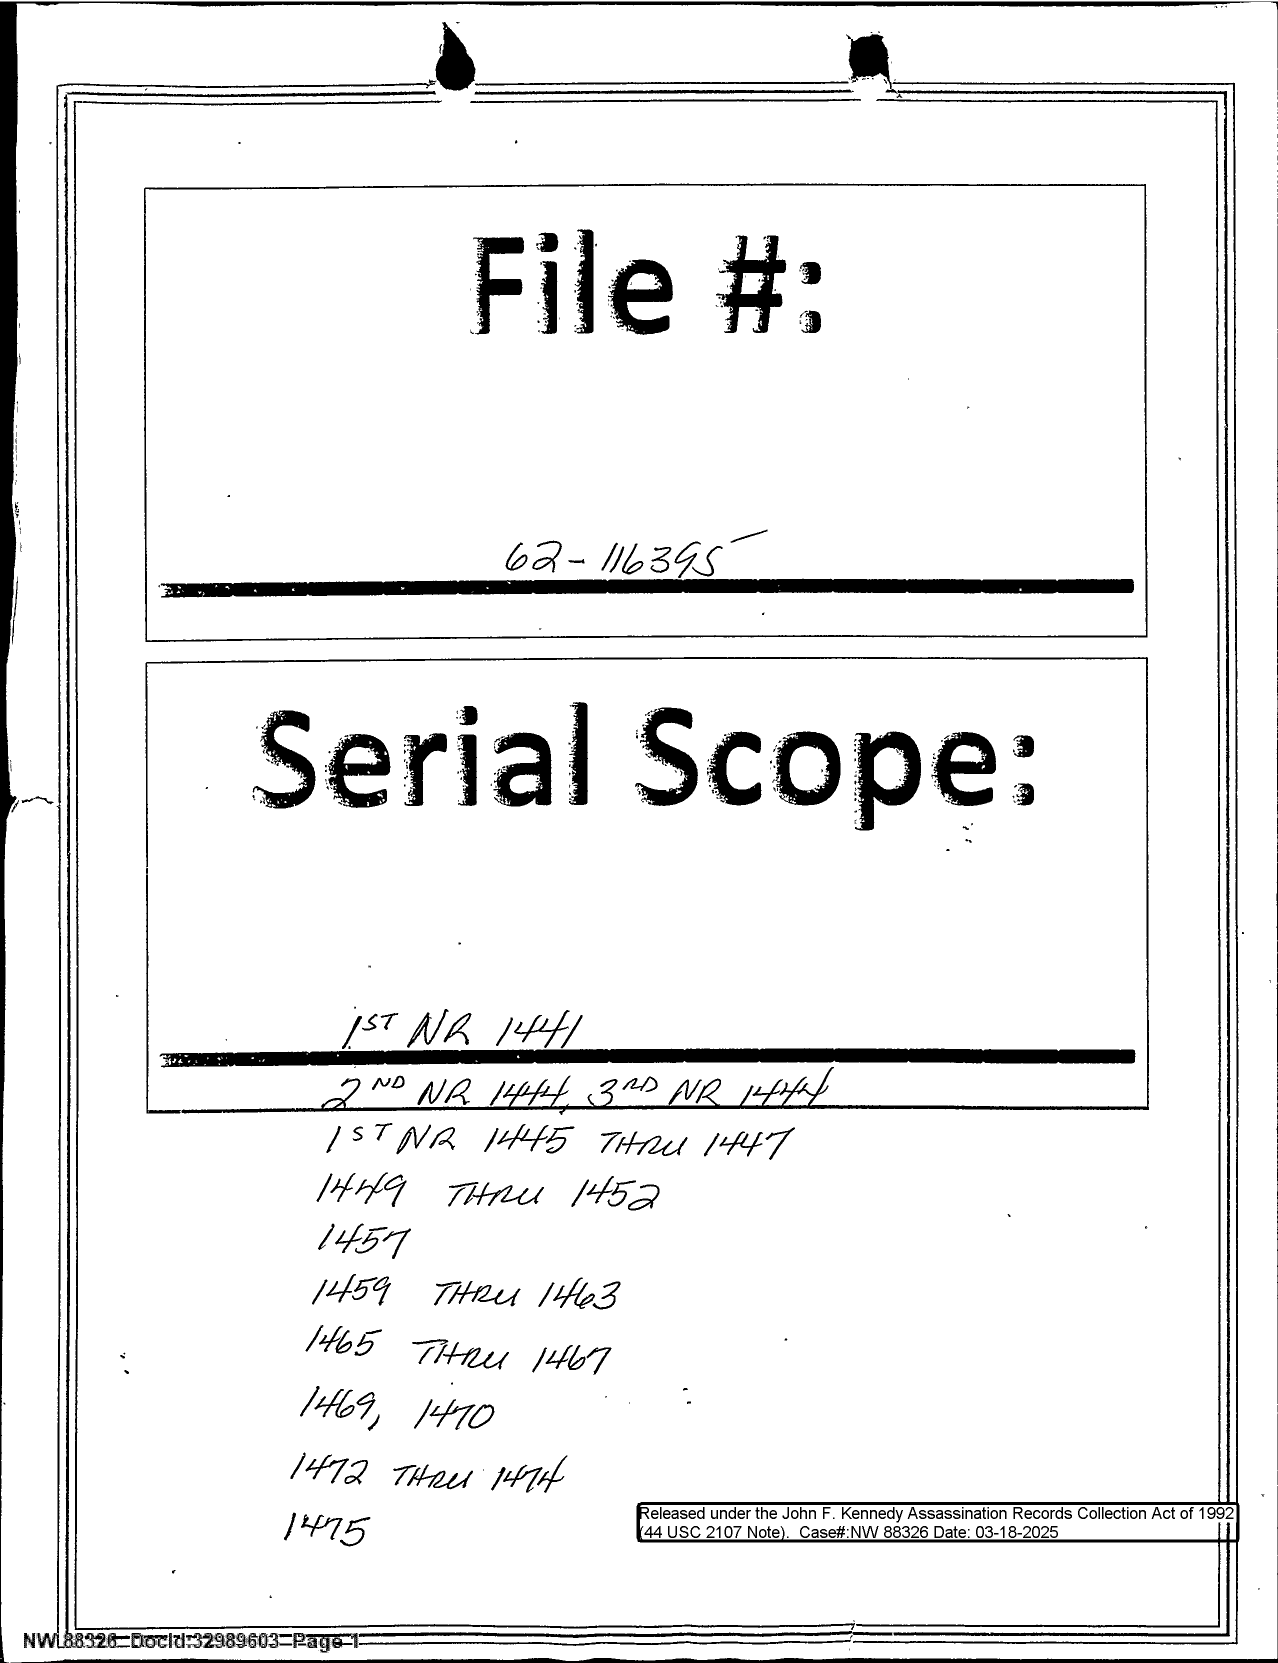 File #:
62-116395
Serial Scope:
1ST NR 1441
2ND NR 1444, 3RD NR 1444
1ST NR 1445 THRU 1447
1449 THRU 1452
1457
1459 THRU 1463
1465 THRU 1467
1469, 1470
1472 THRU 1474
1475
Released under the John F. Kennedy Assassination Records Collection Act of 1992
(44 USC 2107 Note). Case#:NW 88326 Date: 03-18-2025
NW 88326 DocId:32989603 Page 1